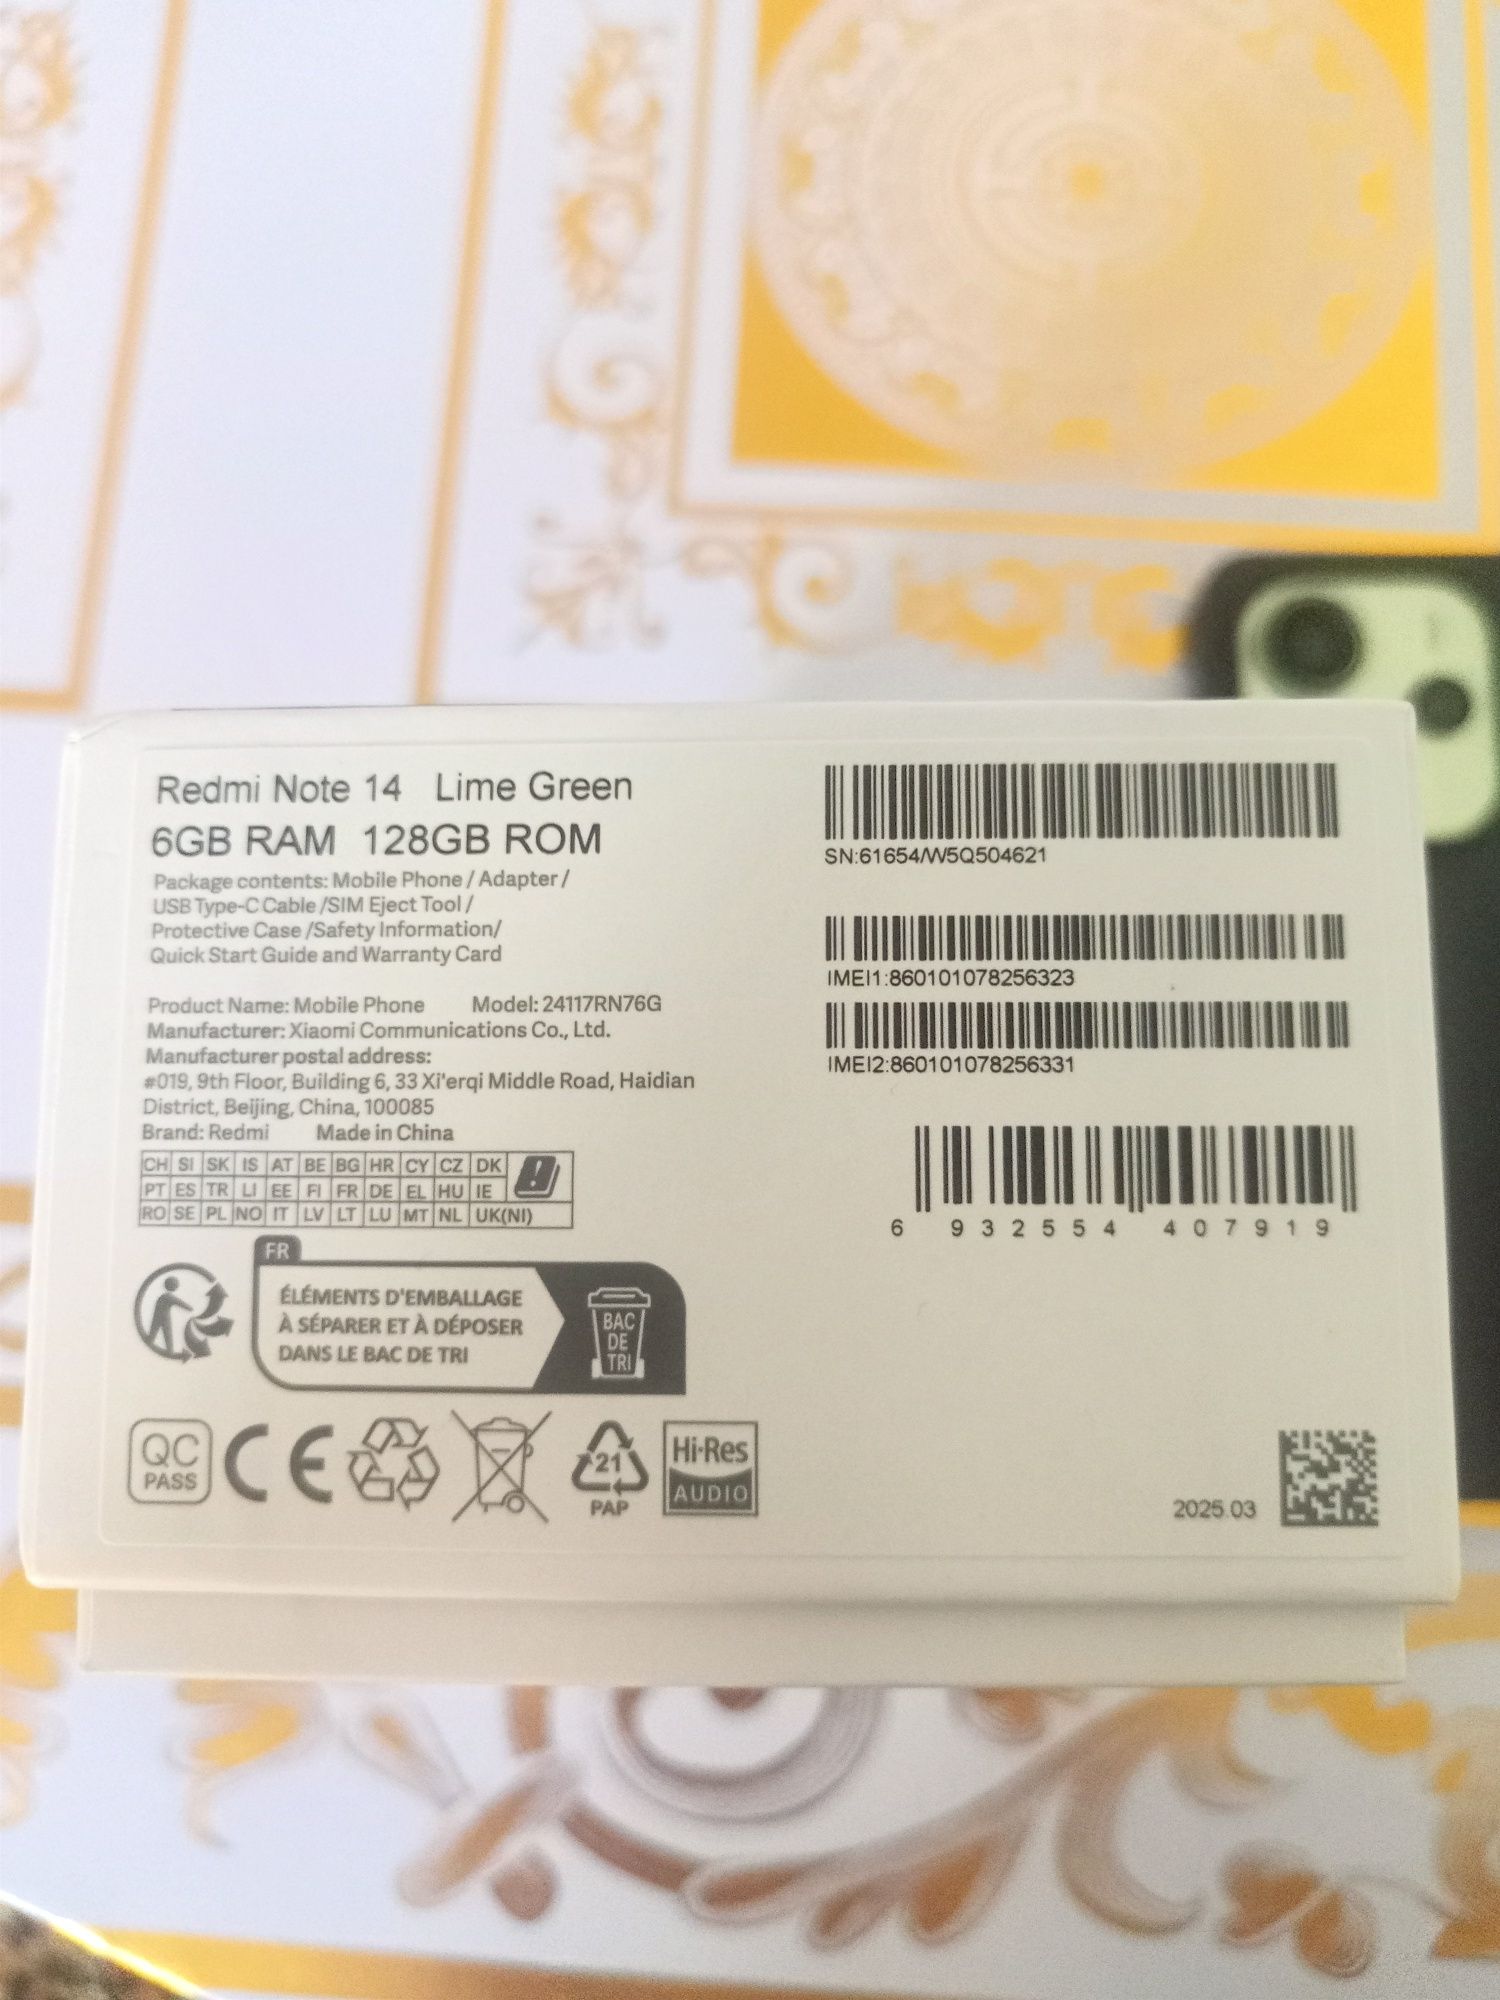 Redmi Note 14 Lime Green
6GB RAM 128GB ROM
Package contents: Mobile Phone / Adapter /
USB Type-C Cable /SIM Eject Tool /
Protective Case /Safety Information/
Quick Start Guide and Warranty Card
Product Name: Mobile Phone Model: 24117RN76G
Manufacturer: Xiaomi Communications Co., Ltd.
Manufacturer postal address:
#019, 9th Floor, Building 6, 33 Xi'erqi Middle Road, Haidian
District, Beijing, China, 100085
Brand: Redmi Made in China
CH SI SK IS AT BE BG HR CY CZ DK
PT ES TR LI EE FI FR DE EL HU IE
RO SE PL NO IT LV LT LU MT NL UK(NI)
FR
ÉLÉMENTS D'EMBALLAGE
À SÉPARER ET À DÉPOSER
DANS LE BAC DE TRI
BAC
DE
TRI
QC
PASS
CE
21
PAP
Hi-Res
AUDIO
SN:61654/W5Q504621
IMEI1:860101078256323
IMEI2:860101078256331
6 932554 407919
2025.03